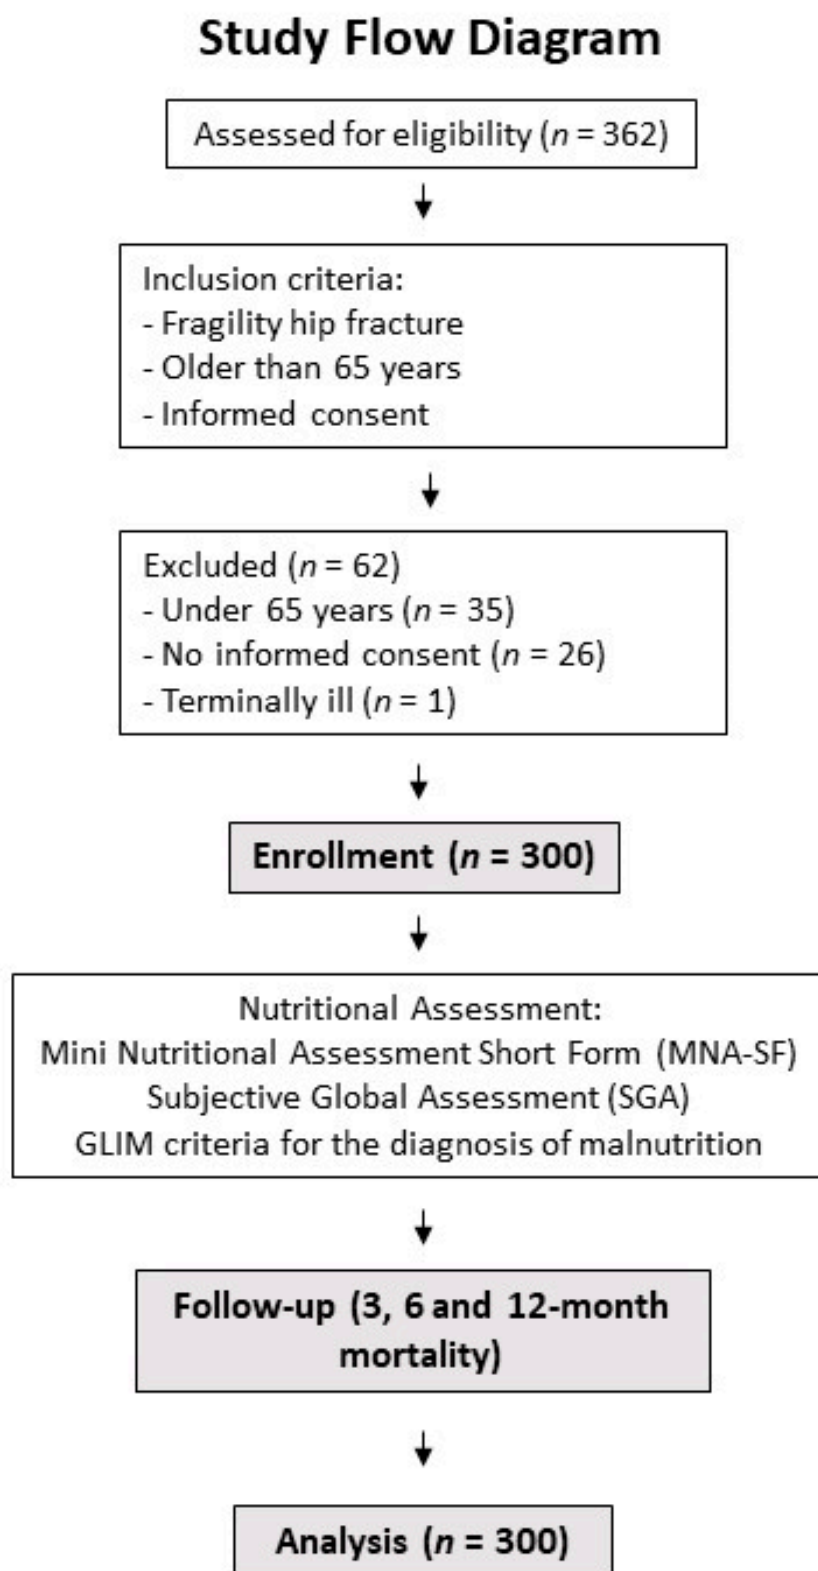 Study Flow Diagram
Assessed for eligibility (n = 362)
Inclusion criteria:
- Fragility hip fracture
- Older than 65 years
- Informed consent
Excluded (n = 62)
- Under 65 years (n = 35)
- No informed consent (n = 26)
- Terminally ill (n = 1)
Enrollment (n = 300)
Nutritional Assessment:
Mini Nutritional Assessment Short Form (MNA-SF)
Subjective Global Assessment (SGA)
GLIM criteria for the diagnosis of malnutrition
Follow-up (3, 6 and 12-month
mortality)
Analysis (n = 300)